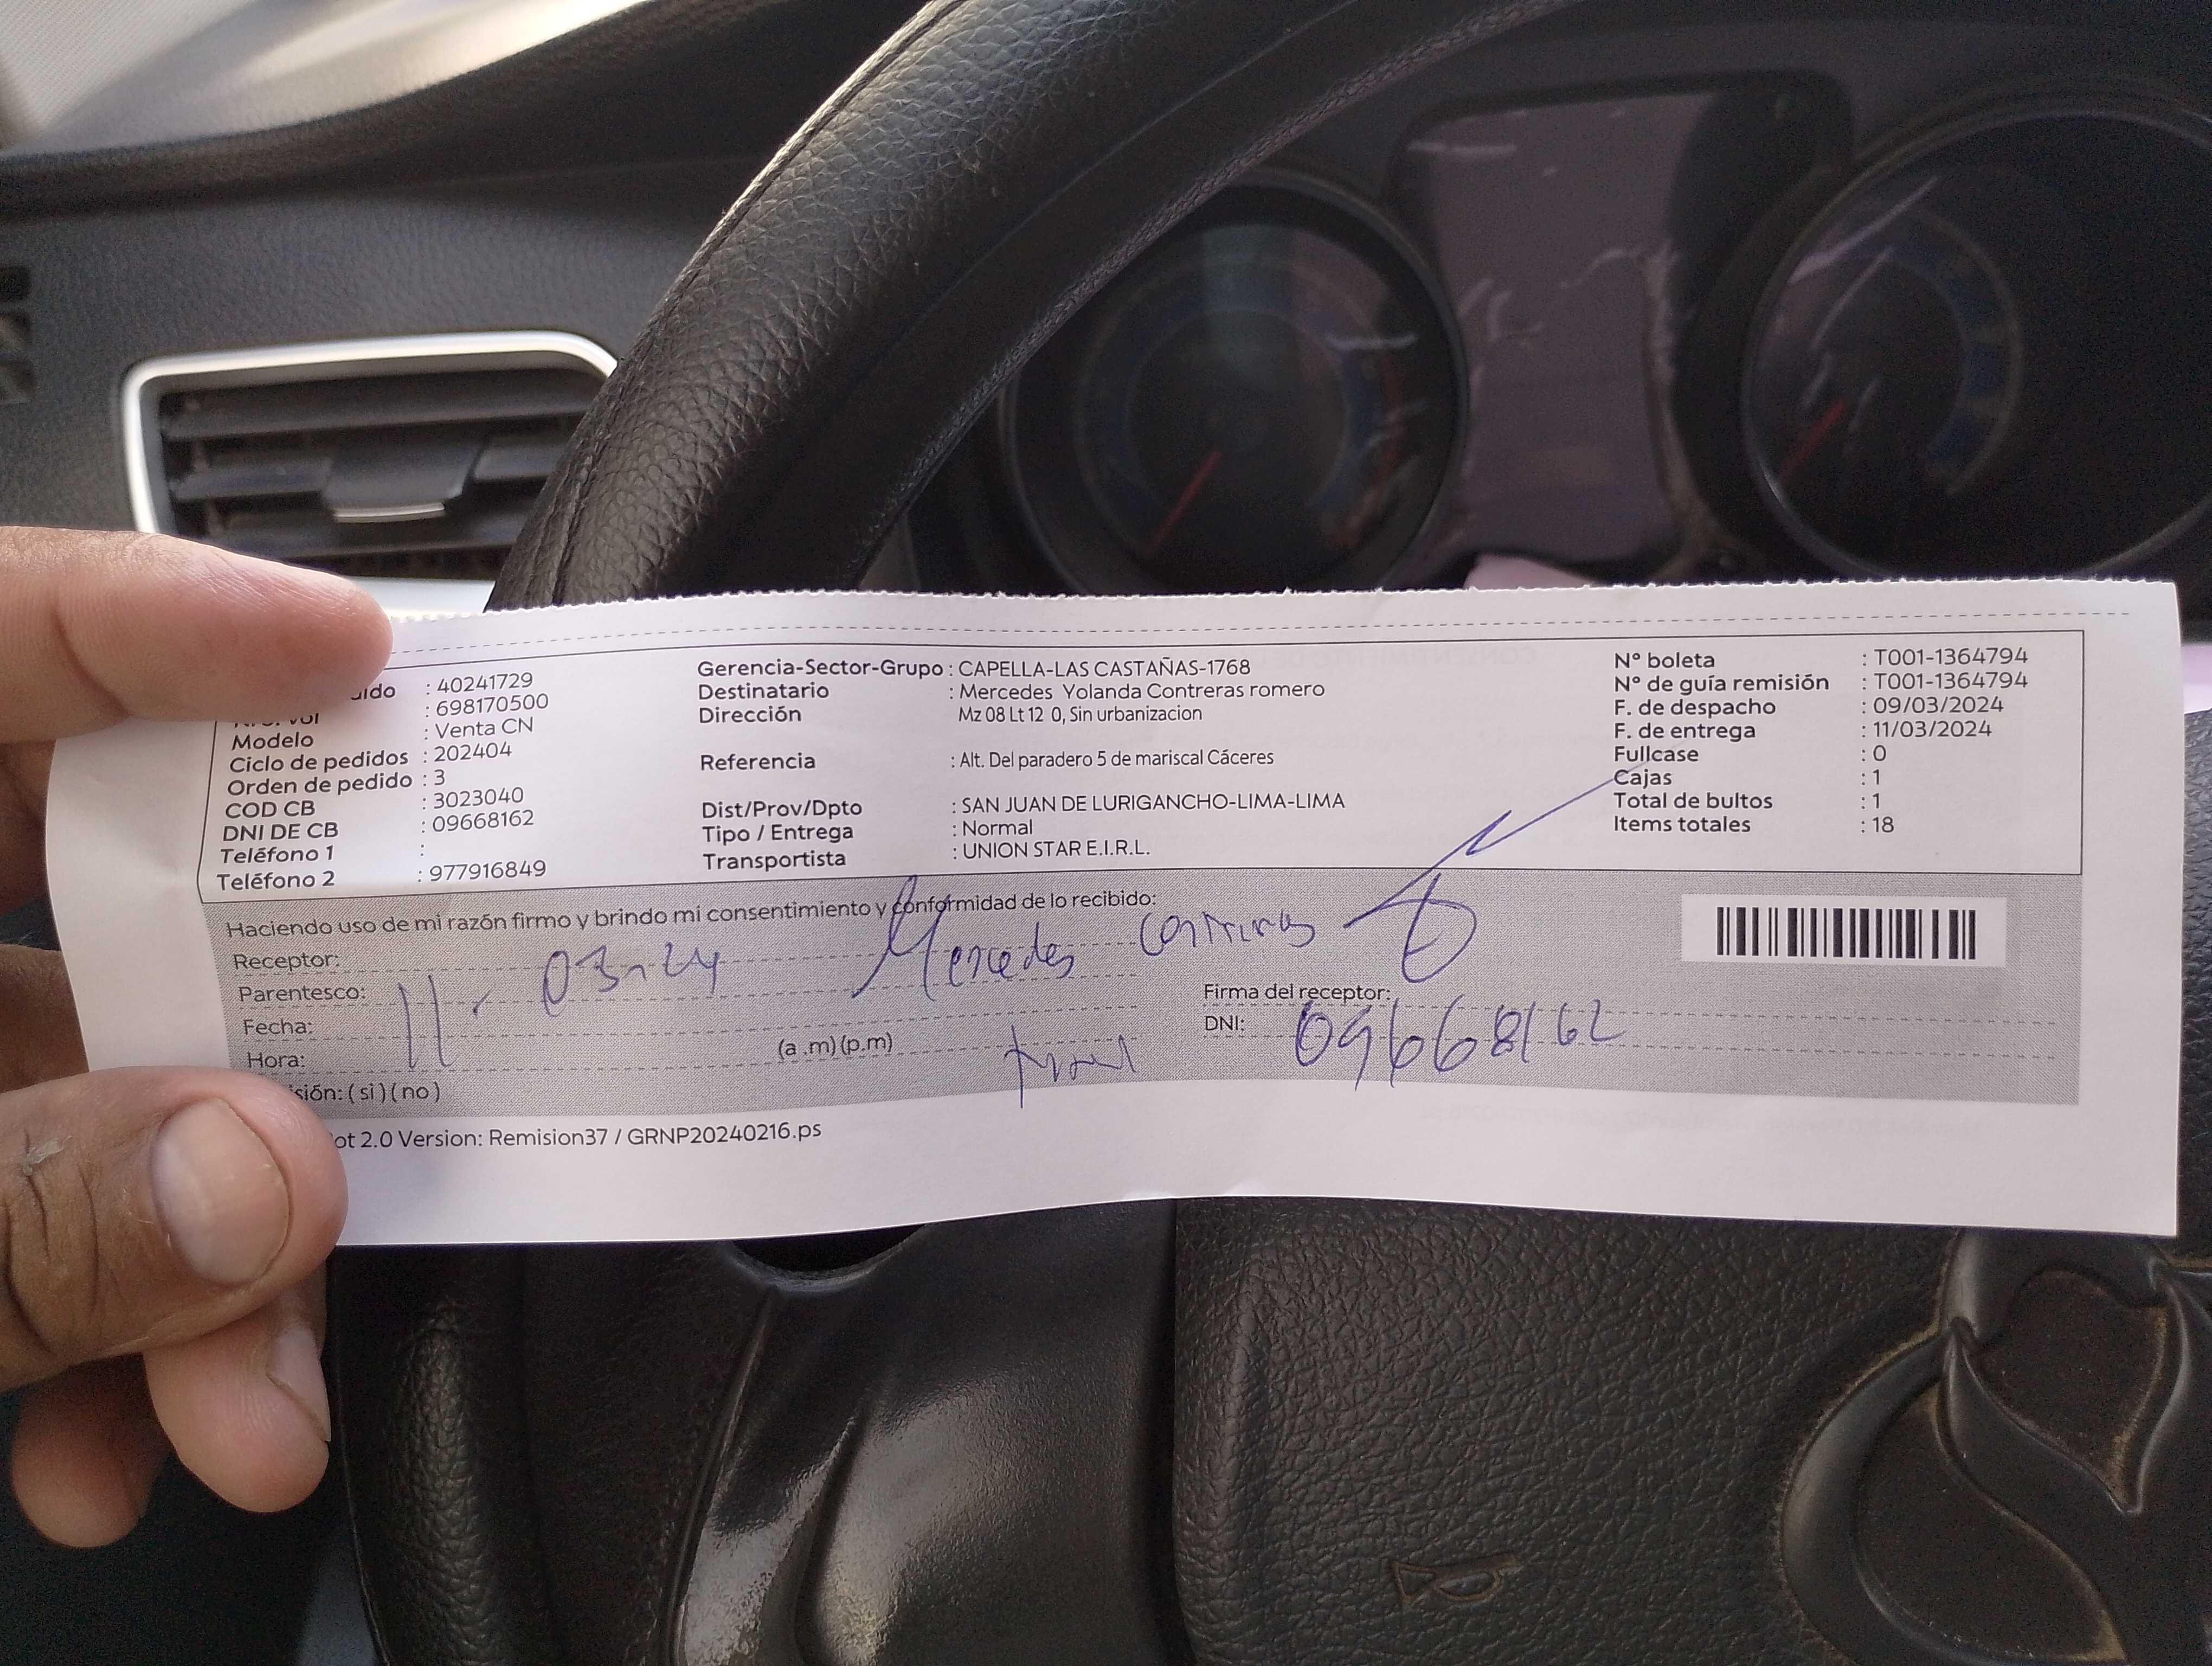 : 40241729
: 698170500
Modelo : Venta CN
Ciclo de pedidos : 202404
Orden de pedido : 3
COD CB : 3023040
DNI DE CB : 09668162
Teléfono 1 :
Teléfono 2 : 977916849
Gerencia-Sector-Grupo : CAPELLA-LAS CASTAÑAS-1768
Destinatario : Mercedes Yolanda Contreras romero
Dirección Mz 08 Lt 12 0, Sin urbanizacion
Referencia : Alt. Del paradero 5 de mariscal Cáceres
Dist/Prov/Dpto : SAN JUAN DE LURIGANCHO-LIMA-LIMA
Tipo / Entrega : Normal
Transportista : UNION STAR E.I.R.L.
N° boleta : T001-1364794
N° de guía remisión : T001-1364794
F. de despacho : 09/03/2024
F. de entrega : 11/03/2024
Fullcase : 0
Cajas : 1
Total de bultos : 1
Items totales : 18
Haciendo uso de mi razón firmo y brindo mi consentimiento y conformidad de lo recibido:
Receptor: Mercedes Contreras
Parentesco:
Fecha: 11-03-24
Hora: (a .m) (p.m)
(si) (no)
Firma del receptor:
DNI: 09668162
2.0 Version: Remision37 / GRNP20240216.ps